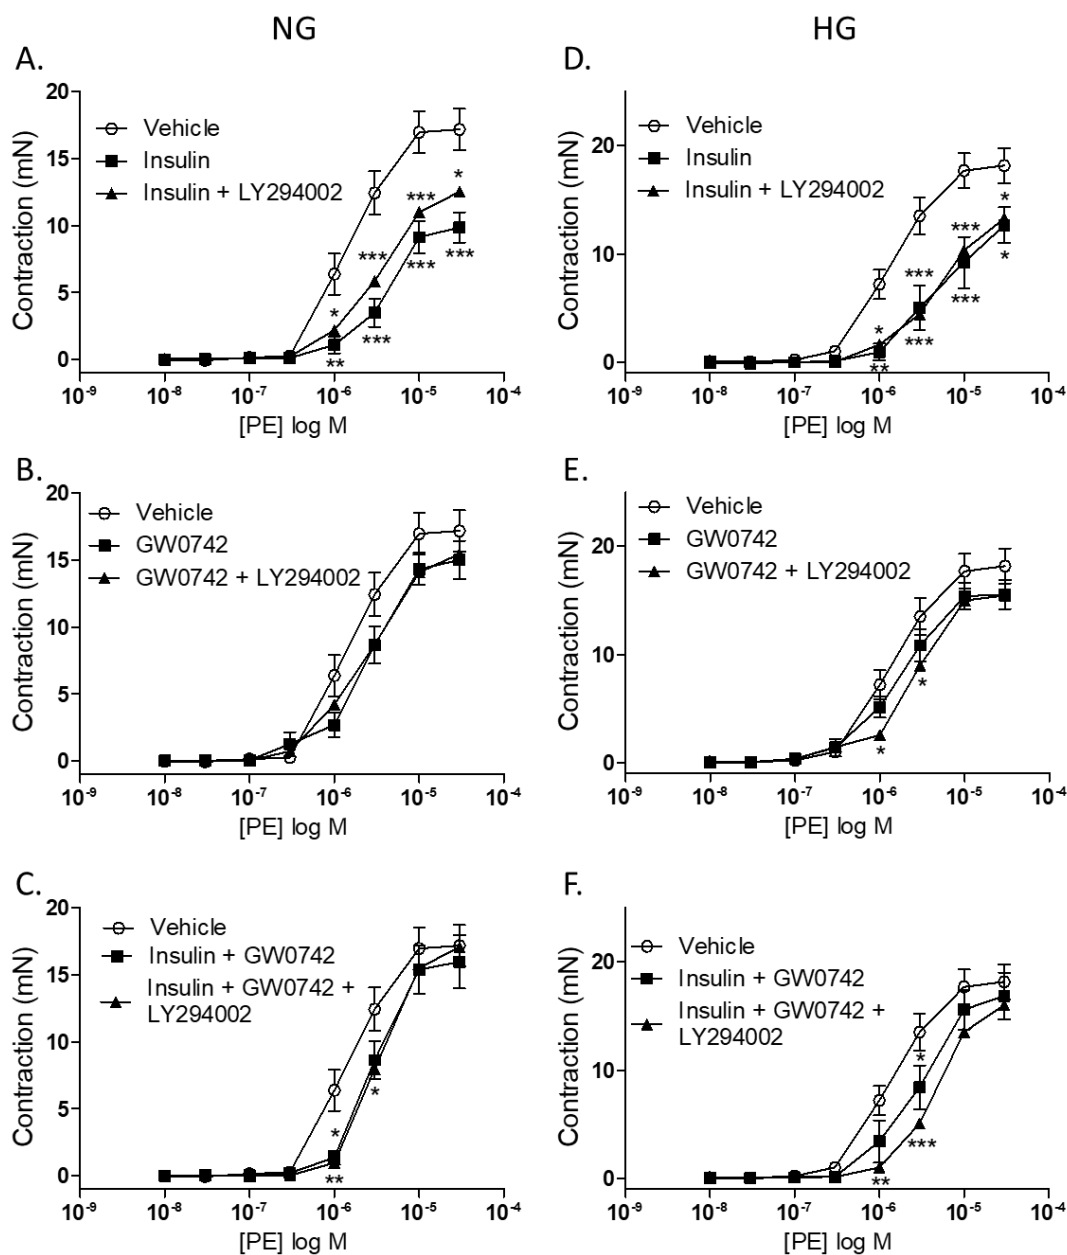 NG
HG
A.
20
15
10
5
0
Contraction (mN)
Vehicle
Insulin
Insulin + LY294002
*
**
***
***
***
***
*
***
10-9
10-8
10-7
10-6
10-5
10-4
[PE] log M
D.
20
10
0
Contraction (mN)
Vehicle
Insulin
Insulin + LY294002
*
**
***
***
***
***
*
*
10-9
10-8
10-7
10-6
10-5
10-4
[PE] log M
B.
20
15
10
5
0
Contraction (mN)
Vehicle
GW0742
GW0742 + LY294002
10-9
10-8
10-7
10-6
10-5
10-4
[PE] log M
E.
20
10
0
Contraction (mN)
Vehicle
GW0742
GW0742 + LY294002
*
*
10-9
10-8
10-7
10-6
10-5
10-4
[PE] log M
C.
20
15
10
5
0
Contraction (mN)
Vehicle
Insulin + GW0742
Insulin + GW0742 +
LY294002
*
**
*
10-9
10-8
10-7
10-6
10-5
10-4
[PE] log M
F.
20
10
0
Contraction (mN)
Vehicle
Insulin + GW0742
Insulin + GW0742 +
LY294002
*
**
***
10-9
10-8
10-7
10-6
10-5
10-4
[PE] log M